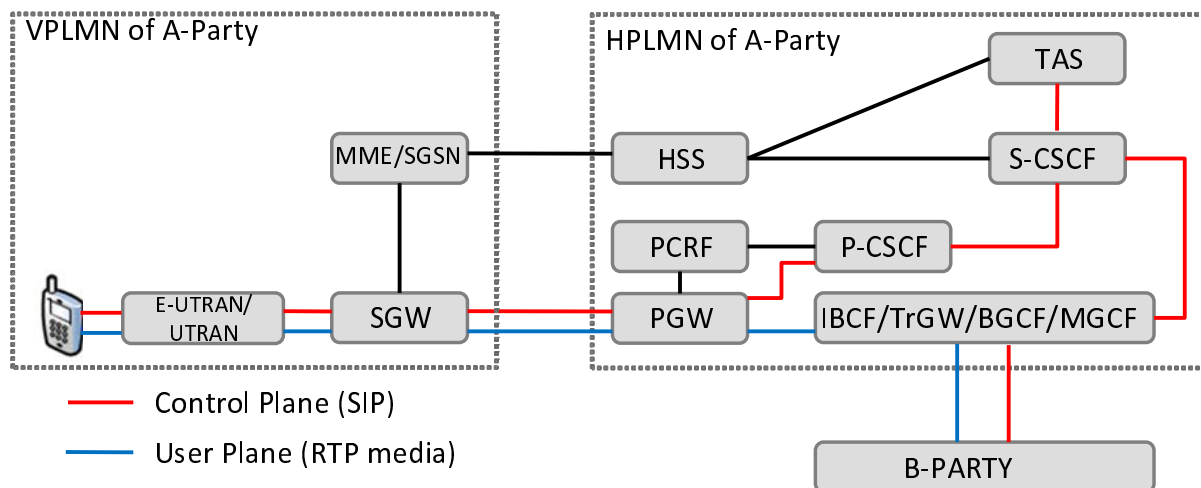 VPLMN of A-Party
HPLMN of A-Party
TAS
MME/SGSN
HSS
S-CSCF
PCRF
P-CSCF
E-UTRAN/
UTRAN
SGW
PGW
IBCF/TrGW/BGCF/MGCF
Control Plane (SIP)
User Plane (RTP media)
B-PARTY